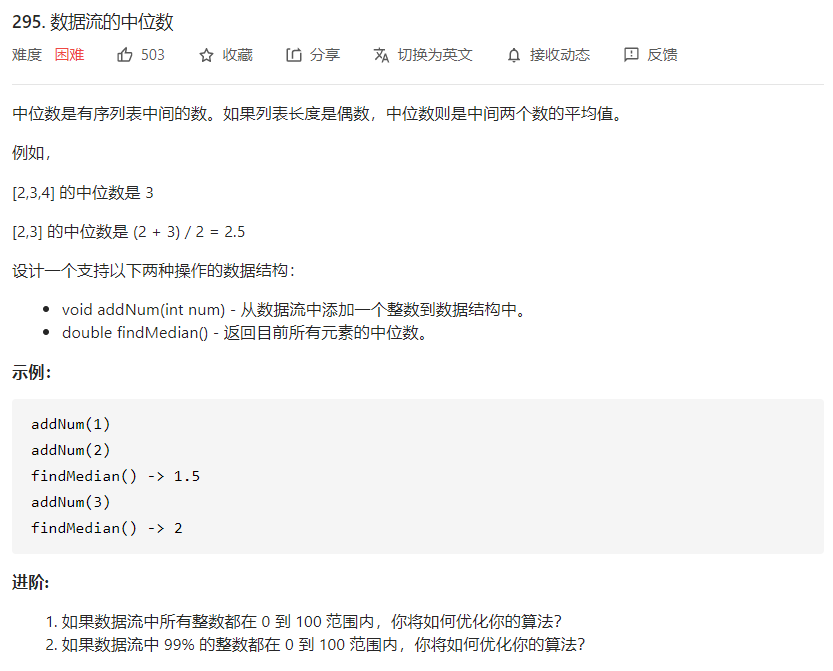 295. 数据流的中位数
难度 困难 503 收藏 分享 切换为英文 接收动态 反馈
中位数是有序列表中间的数。如果列表长度是偶数，中位数则是中间两个数的平均值。
例如，
[2,3,4] 的中位数是 3
[2,3] 的中位数是 (2 + 3) / 2 = 2.5
设计一个支持以下两种操作的数据结构：
• void addNum(int num) - 从数据流中添加一个整数到数据结构中。
• double findMedian() - 返回目前所有元素的中位数。
示例：
addNum(1)
addNum(2)
findMedian() -> 1.5
addNum(3)
findMedian() -> 2
进阶:
1. 如果数据流中所有整数都在 0 到 100 范围内，你将如何优化你的算法？
2. 如果数据流中 99% 的整数都在 0 到 100 范围内，你将如何优化你的算法？